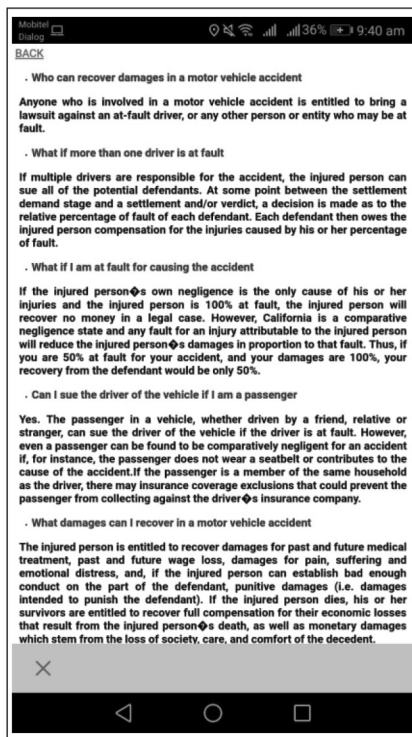 Mobitel
Dialog
36% 9:40 am
BACK
. Who can recover damages in a motor vehicle accident
Anyone who is involved in a motor vehicle accident is entitled to bring a
lawsuit against an at-fault driver, or any other person or entity who may be at
fault.
. What if more than one driver is at fault
If multiple drivers are responsible for the accident, the injured person can
sue all of the potential defendants. At some point between the settlement
demand stage and a settlement and/or verdict, a decision is made as to the
relative percentage of fault of each defendant. Each defendant then owes the
injured person compensation for the injuries caused by his or her percentage
of fault.
. What if I am at fault for causing the accident
If the injured person�s own negligence is the only cause of his or her
injuries and the injured person is 100% at fault, the injured person will
recover no money in a legal case. However, California is a comparative
negligence state and any fault for an injury attributable to the injured person
will reduce the injured person�s damages in proportion to that fault. Thus, if
you are 50% at fault for your accident, and your damages are 100%, your
recovery from the defendant would be only 50%.
. Can I sue the driver of the vehicle if I am a passenger
Yes. The passenger in a vehicle, whether driven by a friend, relative or
stranger, can sue the driver of the vehicle if the driver is at fault. However,
even a passenger can be found to be comparatively negligent for an accident
if, for instance, the passenger does not wear a seatbelt or contributes to the
cause of the accident.If the passenger is a member of the same household
as the driver, there may insurance coverage exclusions that could prevent the
passenger from collecting against the driver�s insurance company.
. What damages can I recover in a motor vehicle accident
The injured person is entitled to recover damages for past and future medical
treatment, past and future wage loss, damages for pain, suffering and
emotional distress, and, if the injured person can establish bad enough
conduct on the part of the defendant, punitive damages (i.e. damages
intended to punish the defendant). If the injured person dies, his or her
survivors are entitled to recover full compensation for their economic losses
that result from the injured person�s death, as well as monetary damages
which stem from the loss of society, care, and comfort of the decedent.